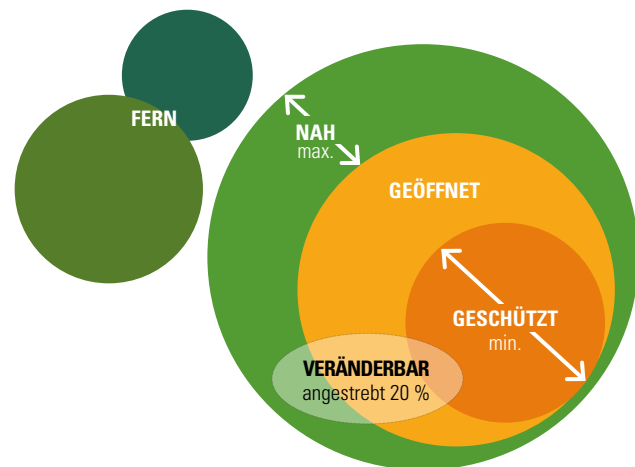 FERN
NAH
max.
GEÖFFNET
GESCHÜTZT
min.
VERÄNDERBAR
angestrebt 20 %